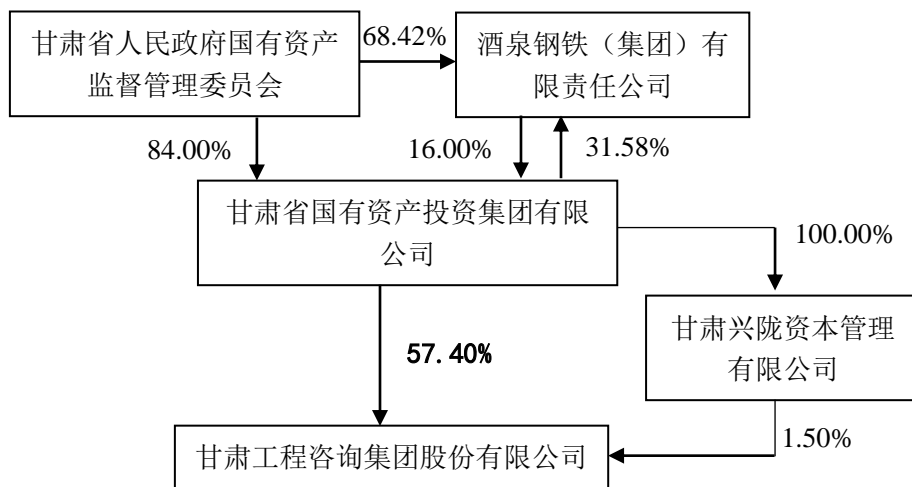 甘肃省人民政府国有资产
监督管理委员会
68.42%
酒泉钢铁（集团）有
限责任公司
84.00%
16.00%
31.58%
甘肃省国有资产投资集团有限
公司
100.00%
57.40%
甘肃兴陇资本管理
有限公司
1.50%
甘肃工程咨询集团股份有限公司